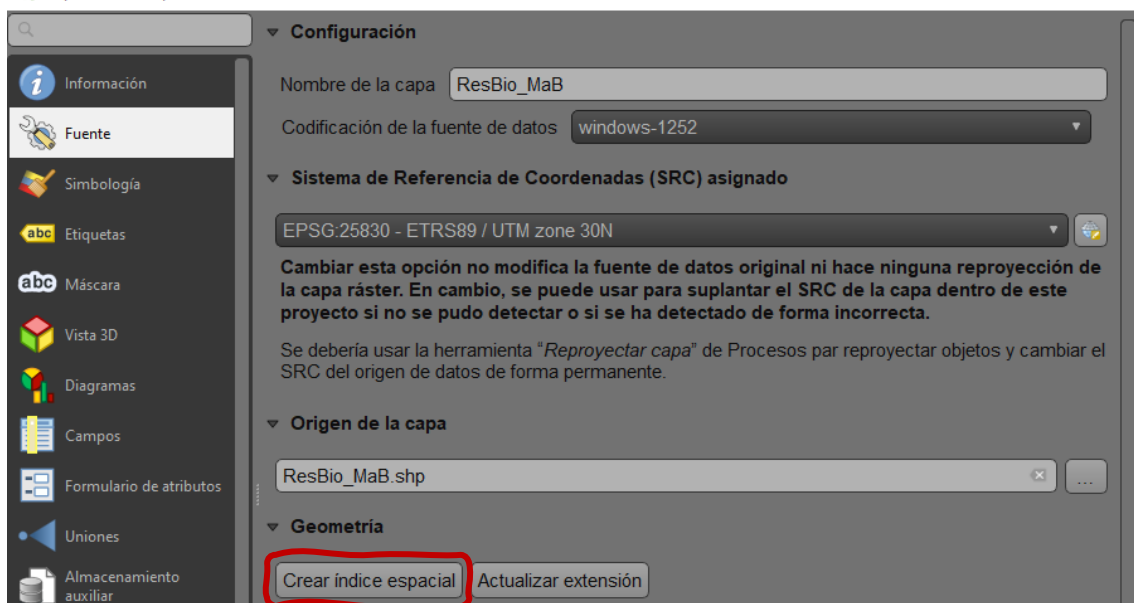 Información
Fuente
Simbología
abc Etiquetas
abc Máscara
Vista 3D
Diagramas
Campos
Formulario de atributos
Uniones
Almacenamiento
auxiliar
Configuración
Nombre de la capa ResBio_MaB
Codificación de la fuente de datos windows-1252
Sistema de Referencia de Coordenadas (SRC) asignado
EPSG:25830 - ETRS89 / UTM zone 30N
Cambiar esta opción no modifica la fuente de datos original ni hace ninguna reproyección de
la capa ráster. En cambio, se puede usar para suplantar el SRC de la capa dentro de este
proyecto si no se pudo detectar o si se ha detectado de forma incorrecta.
Se debería usar la herramienta “Reproyectar capa” de Procesos par reproyectar objetos y cambiar el
SRC del origen de datos de forma permanente.
Origen de la capa
ResBio_MaB.shp ...
Geometría
Crear índice espacial Actualizar extensión